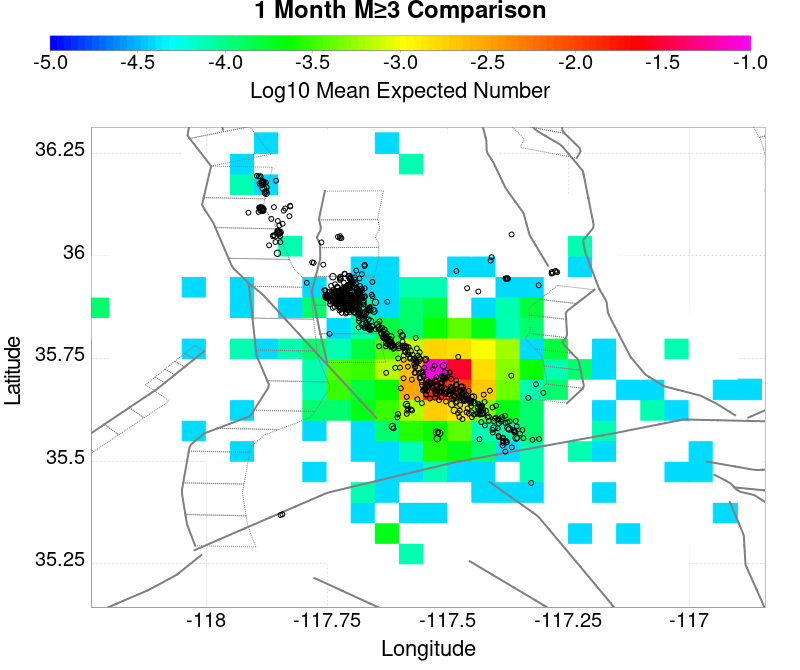 1 Month M≥3 Comparison
-5.0 -4.5 -4.0 -3.5 -3.0 -2.5 -2.0 -1.5 -1.0
Log10 Mean Expected Number
36.25
36
35.75
35.5
35.25
Latitude
-118 -117.75 -117.5 -117.25 -117
Longitude